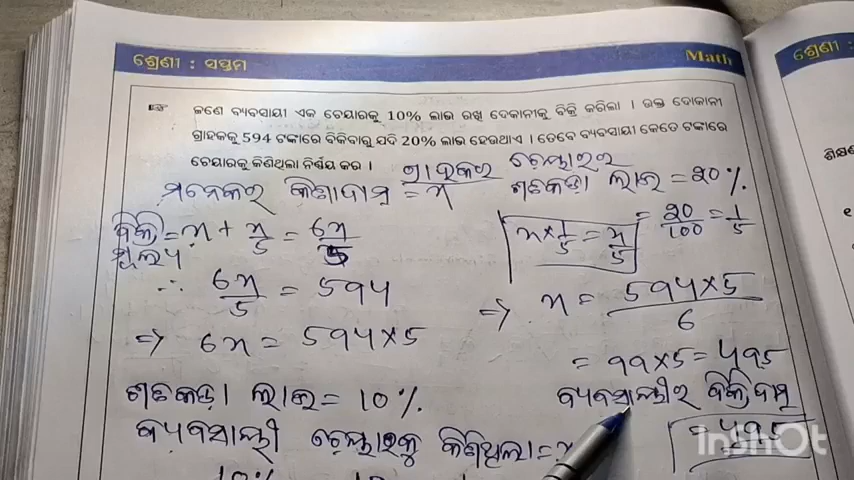 ଶ୍ରେଣୀ : ସପ୍ତମ
Math
ଶ୍ରେଣୀ :
ଜଣେ ବ୍ୟବସାୟୀ ଏକ ଚେୟାରକୁ 10% ଲାଭ ରଖି ଦୋକାନୀକୁ ବିକ୍ରି କରିଲା । ଉକ୍ତ ଦୋକାନୀ
ଗ୍ରାହକକୁ 594 ଟଙ୍କାରେ ବିକିବାରୁ ଯଦି 20% ଲାଭ ହେଉଥାଏ । ତେବେ ବ୍ୟବସାୟୀ କେତେ ଟଙ୍କାରେ
ଚେୟାରକୁ କିଣିଥିଲା ନିର୍ଣ୍ଣୟ କର ।
ଗ୍ରାହକର ଚେୟାରର
ମନେକର କିଣାଦାମ = x
ଶତକଡ଼ା ଲାଭ = 20%
ବିକ୍ରି = x + x/5 = 6x/5
ମୂଲ୍ୟ
= 20/100 = 1/5
x × 1/5 = x/5
∴ 6x/5 = 594
⇒ x = 594×5/6
⇒ 6x = 594×5
= 99×5 = 495
ଶତକଡ଼ା ଲାଭ = 10%
ବ୍ୟବସାୟୀର ବିକ୍ରିଦାମ
= 495
ବ୍ୟବସାୟୀ ଚେୟାରକୁ କିଣିଥିଲା = x
InShOt